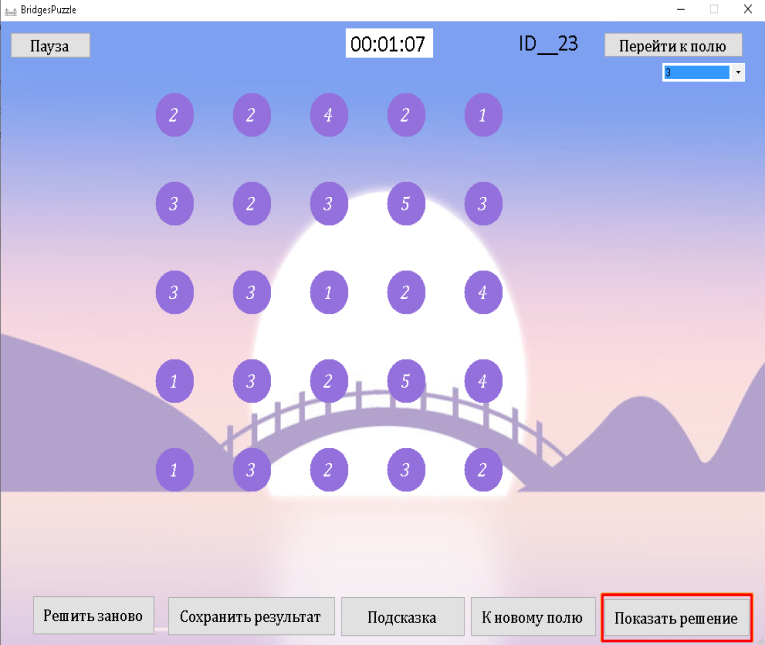 BridgesPuzzle
Пауза 00:01:07 ID__23 Перейти к полю
3
2 2 4 2 1
3 2 3 5 3
3 3 1 2 4
1 3 2 5 4
1 3 2 3 2
Решить заново Сохранить результат Подсказка К новому полю Показать решение